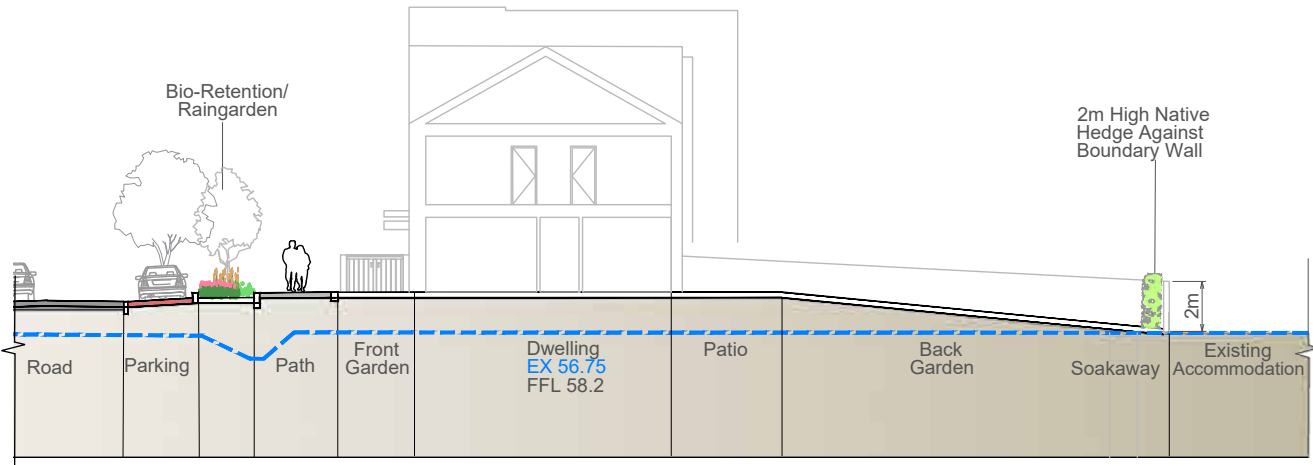 Bio-Retention/
Raingarden
2m High Native
Hedge Against
Boundary Wall
2m
Road
Parking
Path
Front
Garden
Dwelling
EX 56.75
FFL 58.2
Patio
Back
Garden
Soakaway
Existing
Accommodation